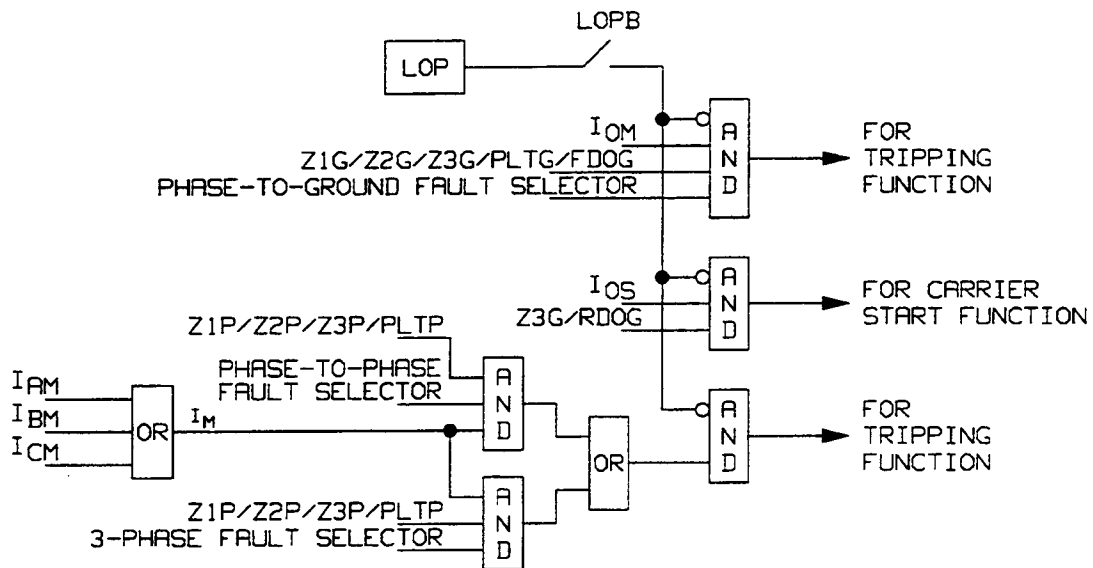 LOPB
LOP
IOM
Z1G/Z2G/Z3G/PLTG/FDOG
PHASE-TO-GROUND FAULT SELECTOR
AND
FOR
TRIPPING
FUNCTION
IOS
Z3G/RDOG
AND
FOR CARRIER
START FUNCTION
Z1P/Z2P/Z3P/PLTP
PHASE-TO-PHASE
FAULT SELECTOR
AND
IAM
IBM
ICM
OR
IM
OR
AND
FOR
TRIPPING
FUNCTION
Z1P/Z2P/Z3P/PLTP
3-PHASE FAULT SELECTOR
AND